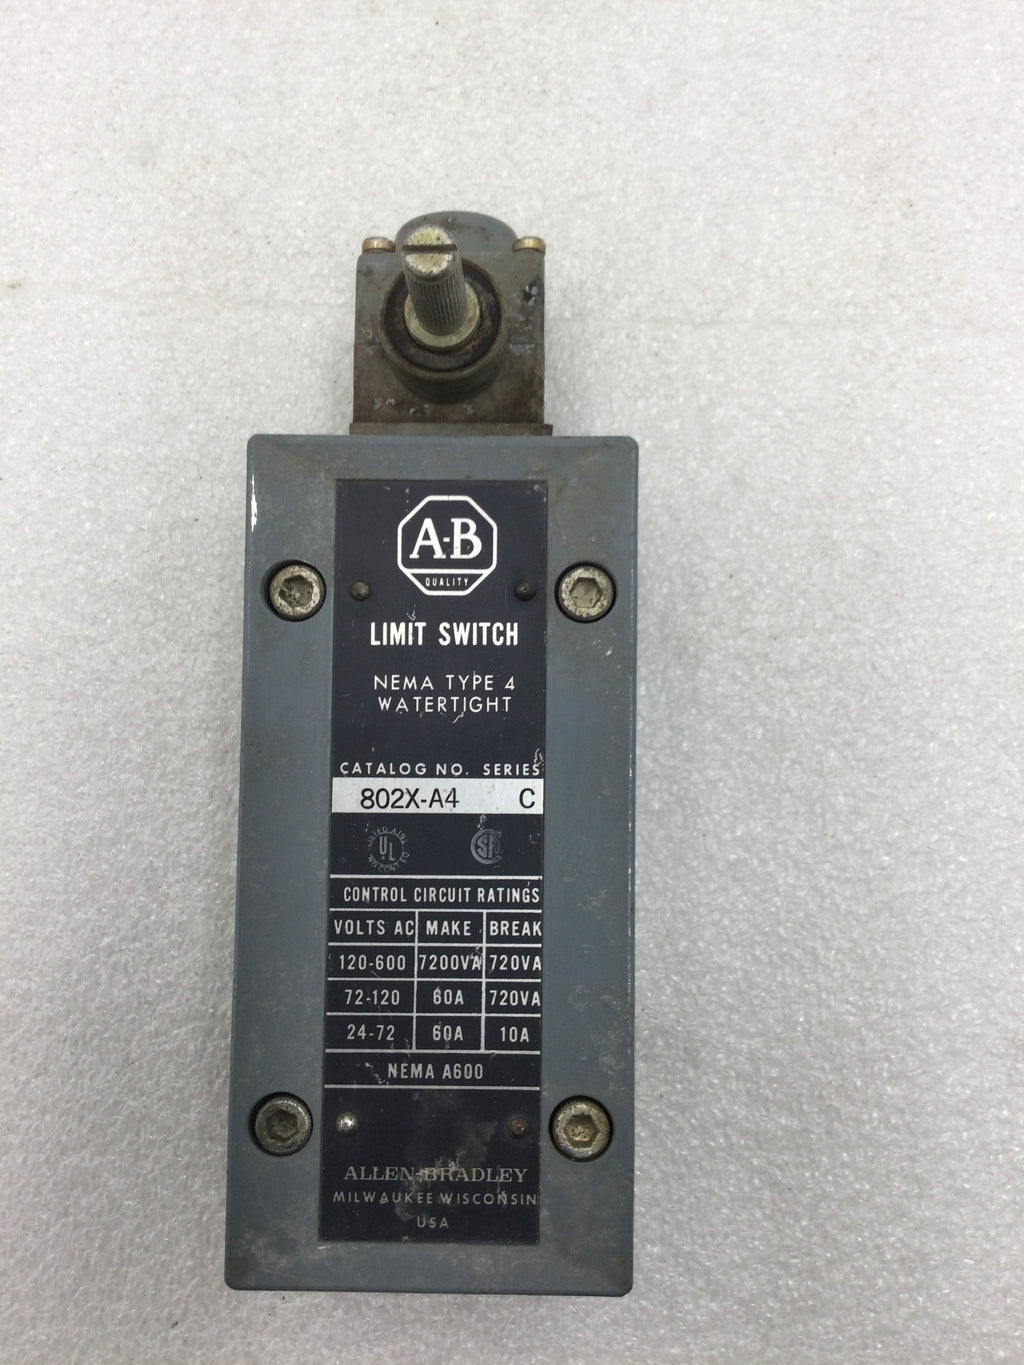 A-B
QUALITY
LIMIT SWITCH
NEMA TYPE 4
WATERTIGHT
CATALOG NO. SERIES
802X-A4 C
UL SA
CONTROL CIRCUIT RATINGS
VOLTS AC MAKE BREAK
120-600 7200VA 720VA
72-120 60A 720VA
24-72 60A 10A
NEMA A600
ALLEN-BRADLEY
MILWAUKEE WISCONSIN
USA